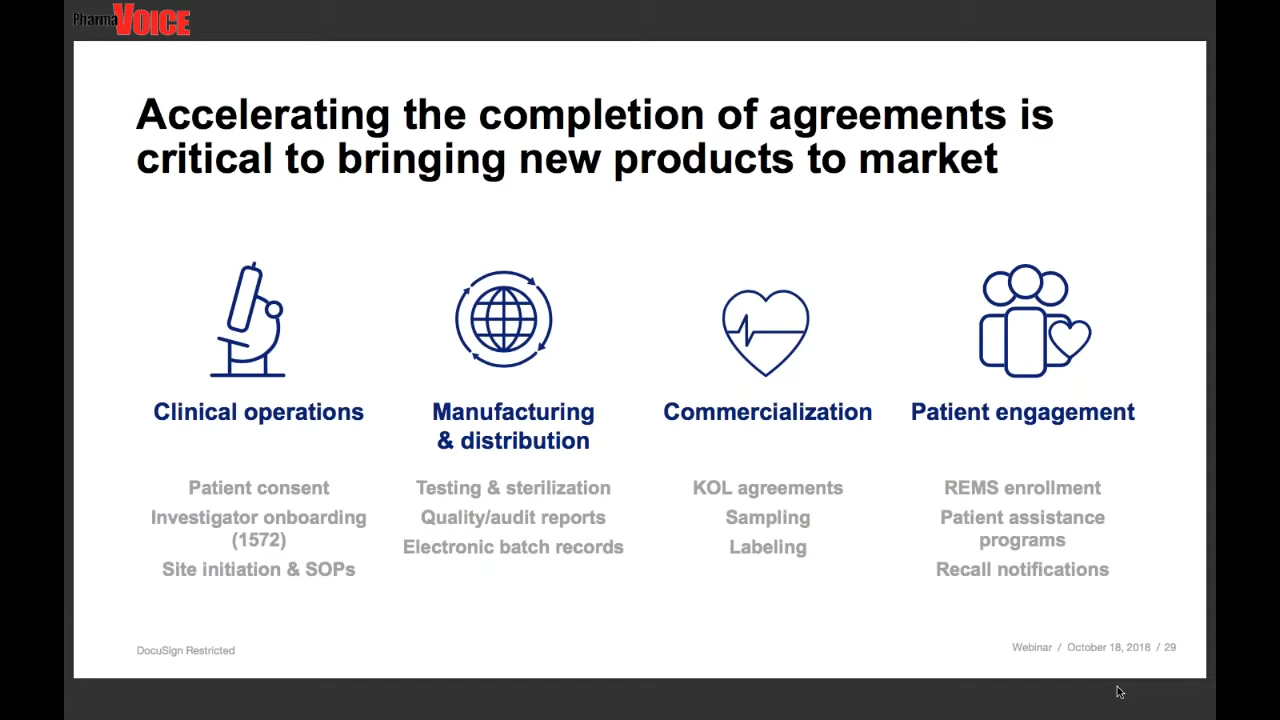 PharmaVOICE
Accelerating the completion of agreements is
critical to bringing new products to market
Clinical operations
Patient consent
Investigator onboarding
(1572)
Site initiation & SOPs
Manufacturing
& distribution
Testing & sterilization
Quality/audit reports
Electronic batch records
Commercialization
KOL agreements
Sampling
Labeling
Patient engagement
REMS enrollment
Patient assistance
programs
Recall notifications
DocuSign Restricted
Webinar / October 18, 2018 / 29